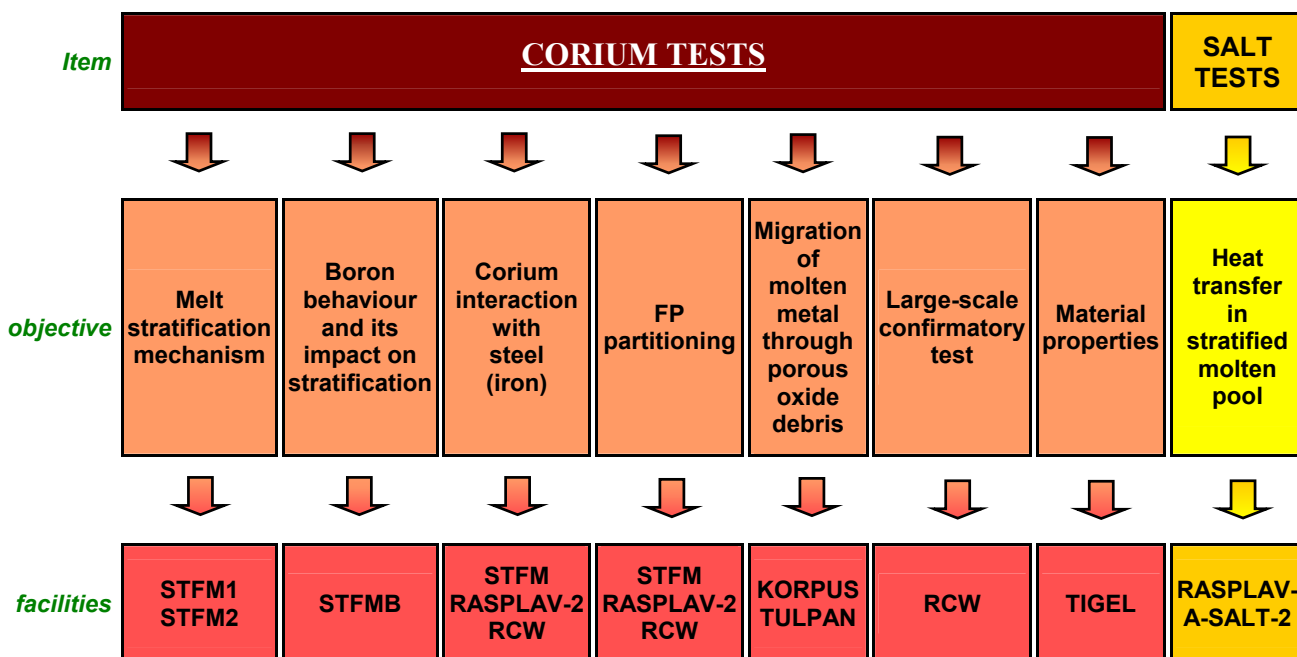 Item
CORIUM TESTS
SALT
TESTS
objective
Melt
stratification
mechanism
Boron
behaviour
and its
impact on
stratification
Corium
interaction
with
steel
(iron)
FP
partitioning
Migration
of
molten
metal
through
porous
oxide
debris
Large-scale
confirmatory
test
Material
properties
Heat
transfer
in
stratified
molten
pool
facilities
STFM1
STFM2
STFMB
STFM
RASPLAV-2
RCW
STFM
RASPLAV-2
RCW
KORPUS
TULPAN
RCW
TIGEL
RASPLAV-
A-SALT-2